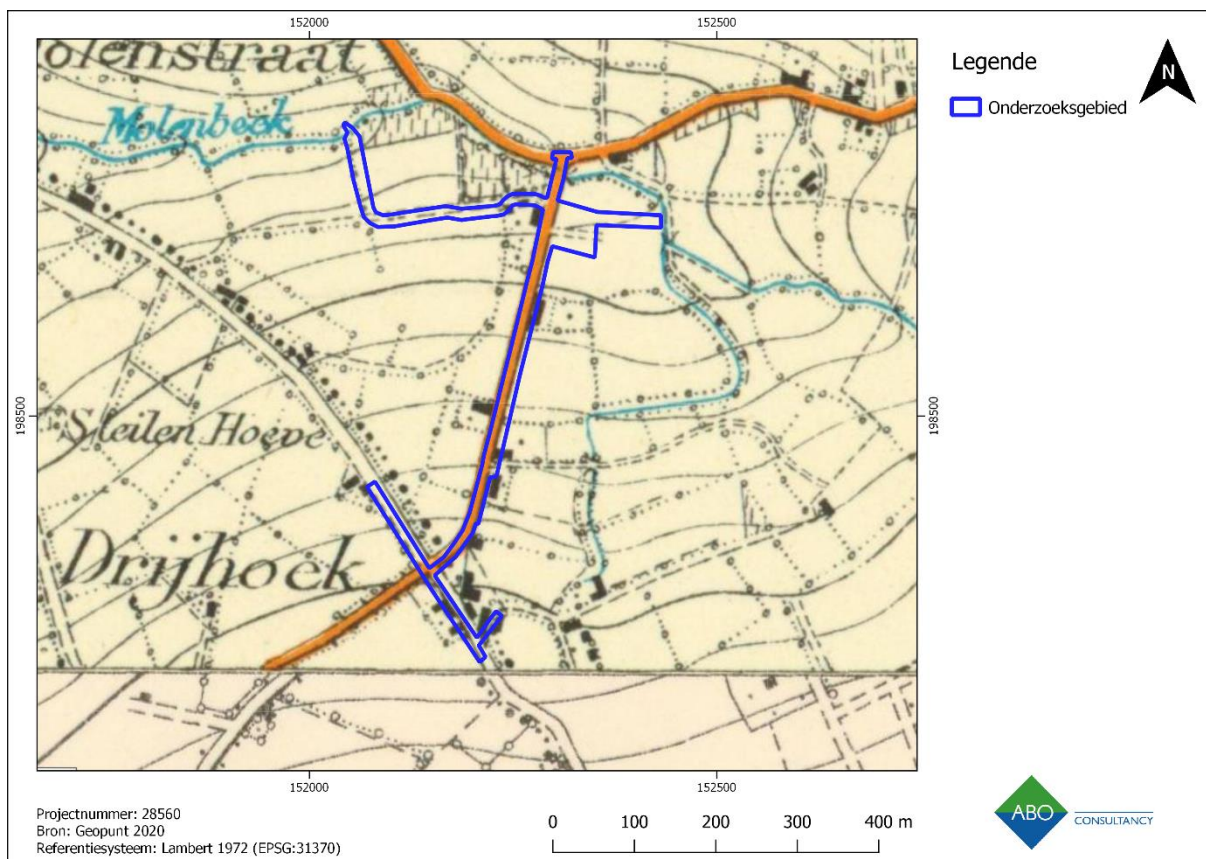 152000
152500
olenstraat
Molenbeek
198500
198500
Steilen Hoeve
Drijhoek
152000
152500
Legende
Onderzoeksgebied
N
Projectnummer: 28560
Bron: Geopunt 2020
Referentiesysteem: Lambert 1972 (EPSG:31370)
0 100 200 300 400 m
ABO
CONSULTANCY